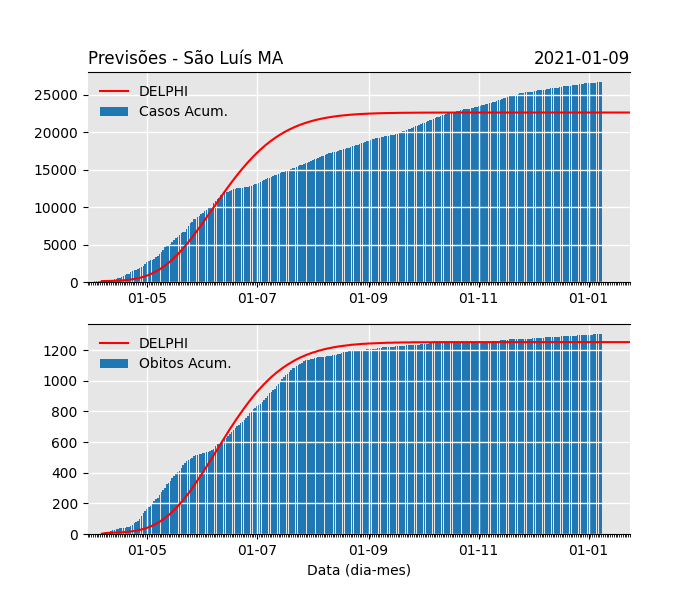 Previsões - São Luís MA 2021-01-09
DELPHI
Casos Acum.
25000
20000
15000
10000
5000
0
01-05 01-07 01-09 01-11 01-01
DELPHI
Obitos Acum.
1200
1000
800
600
400
200
0
01-05 01-07 01-09 01-11 01-01
Data (dia-mes)